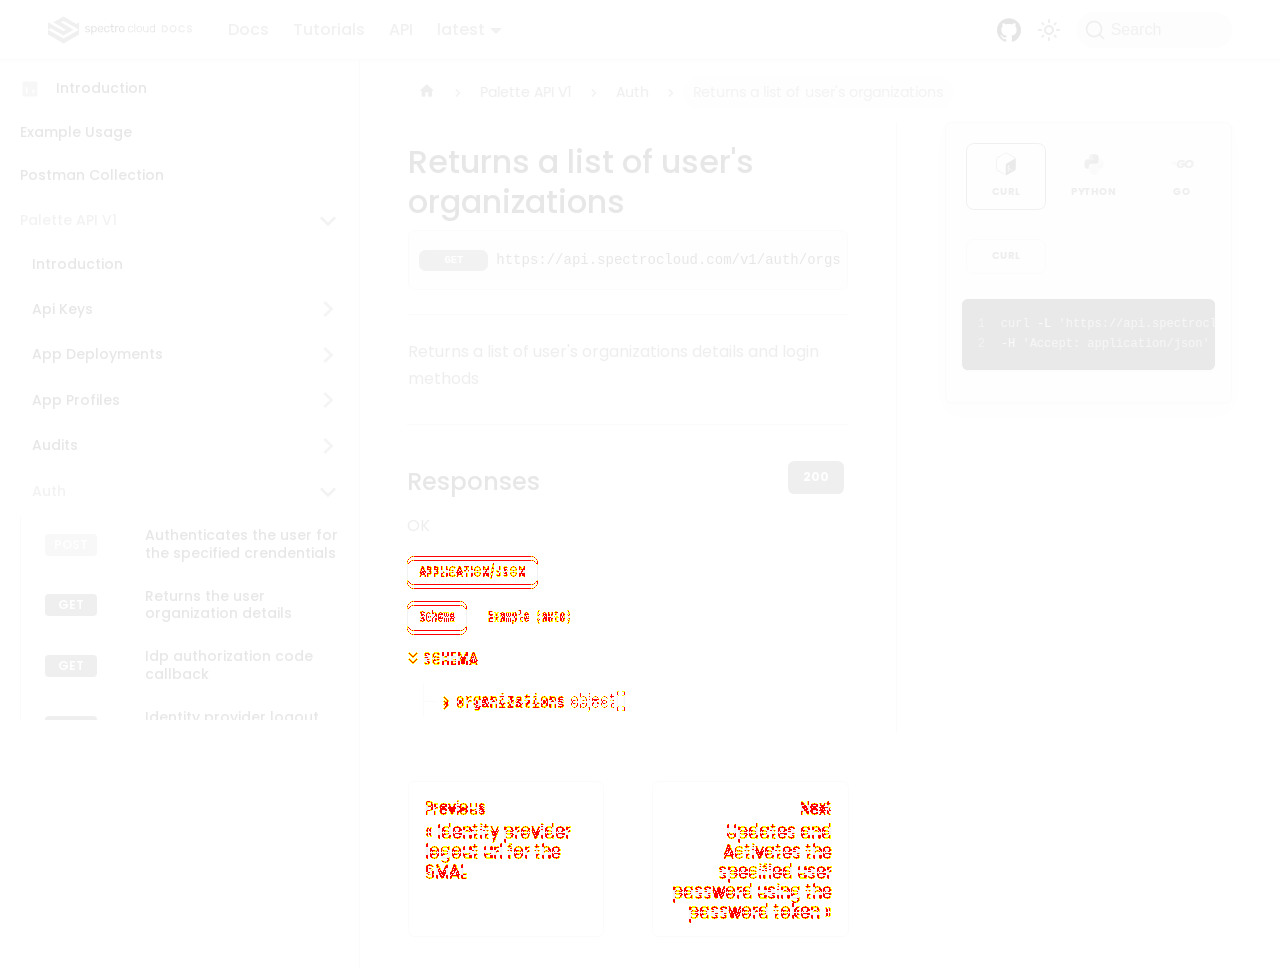 spectro cloud DOCS Docs Tutorials API latest Search
Introduction
Example Usage
Postman Collection
Palette API V1
Introduction
Api Keys
App Deployments
App Profiles
Audits
Auth
POST Authenticates the user for
the specified crendentials
GET Returns the user
organization details
GET Idp authorization code
callback
Identity provider logout
Palette API V1 Auth Returns a list of user's organizations
Returns a list of user's
organizations
GET https://api.spectrocloud.com/v1/auth/orgs
Returns a list of user's organizations details and login
methods
Responses 200
OK
APPLICATION/JSON
Schema Example (auto)
SCHEMA
organizations object[]
Previous
« Identity provider
logout url for the
SMAL
Next
Updates and
Activates the
specified user
password using the
password token »
CURL PYTHON GO
CURL
1 curl -L 'https://api.spectrocl
2 -H 'Accept: application/json'